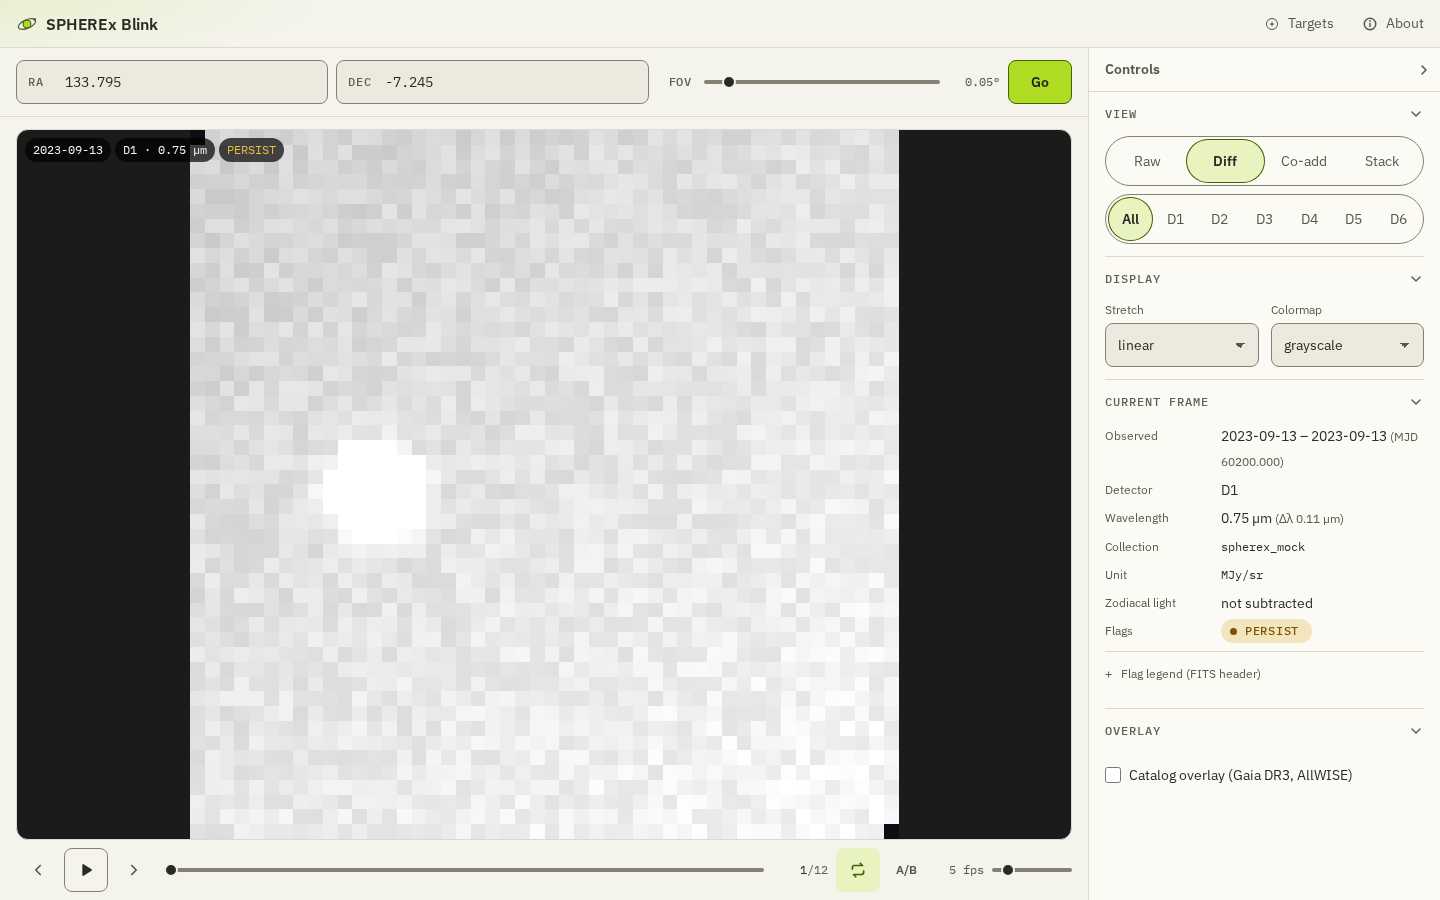 SPHEREx Blink
Targets
About
RA 133.795
DEC -7.245
FOV
0.05°
Go
Controls
2023-09-13
D1 · 0.75 µm
PERSIST
VIEW
Raw Diff Co-add Stack
All D1 D2 D3 D4 D5 D6
DISPLAY
Stretch Colormap
linear grayscale
CURRENT FRAME
Observed 2023-09-13 – 2023-09-13 (MJD
60200.000)
Detector D1
Wavelength 0.75 µm (Δλ 0.11 µm)
Collection spherex_mock
Unit MJy/sr
Zodiacal light not subtracted
Flags PERSIST
+ Flag legend (FITS header)
OVERLAY
Catalog overlay (Gaia DR3, AllWISE)
1/12
A/B
5 fps